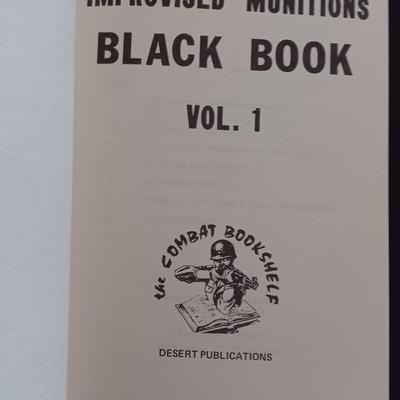 IMPROVISED MUNITIONS
BLACK BOOK
VOL. 1
the COMBAT BOOKSHELF
DESERT PUBLICATIONS